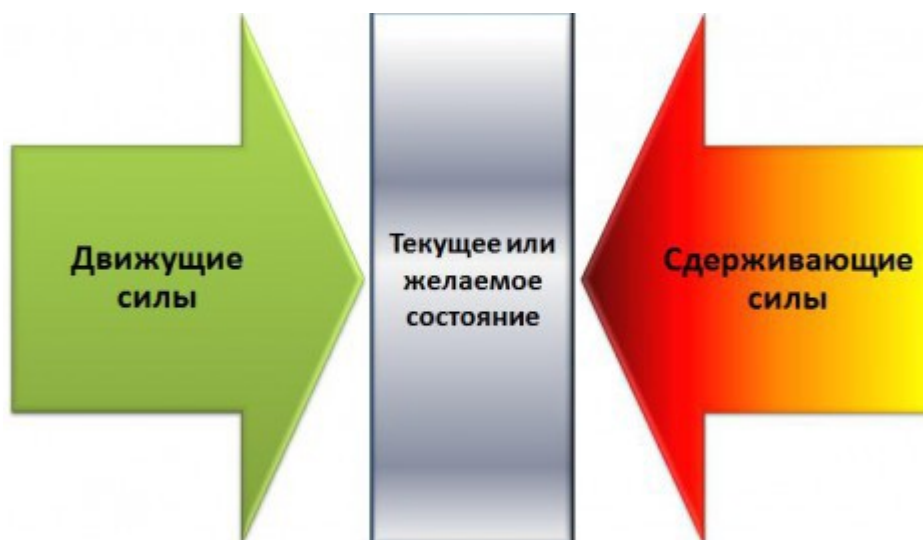 Движущие
силы
Текущее или
желаемое
состояние
Сдерживающие
силы